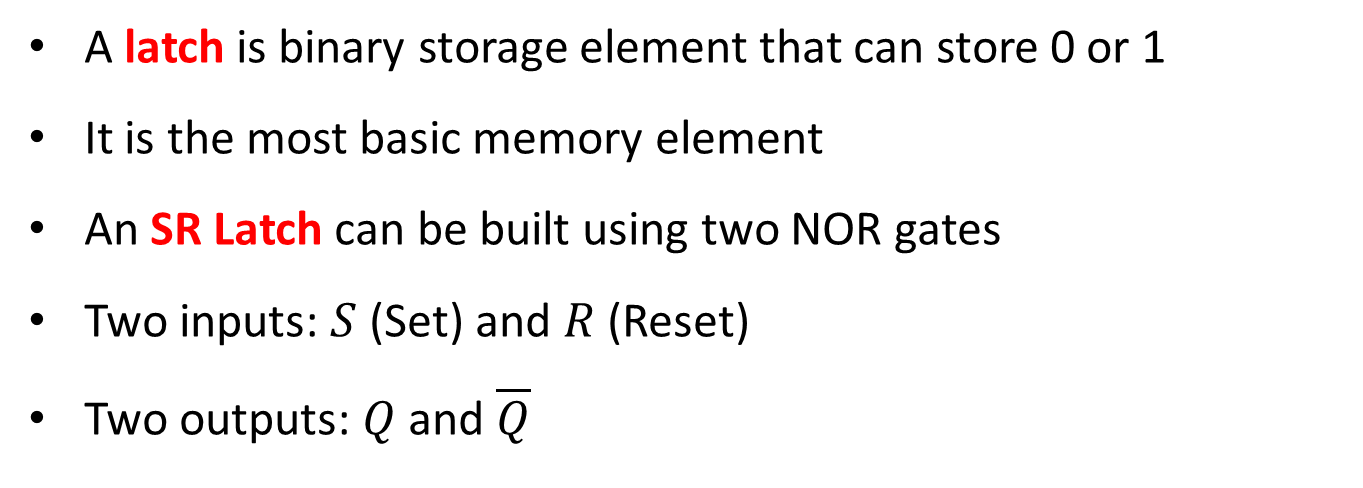 • A latch is binary storage element that can store 0 or 1
• It is the most basic memory element
• An SR Latch can be built using two NOR gates
• Two inputs: S (Set) and R (Reset)
• Two outputs: Q and Q̅